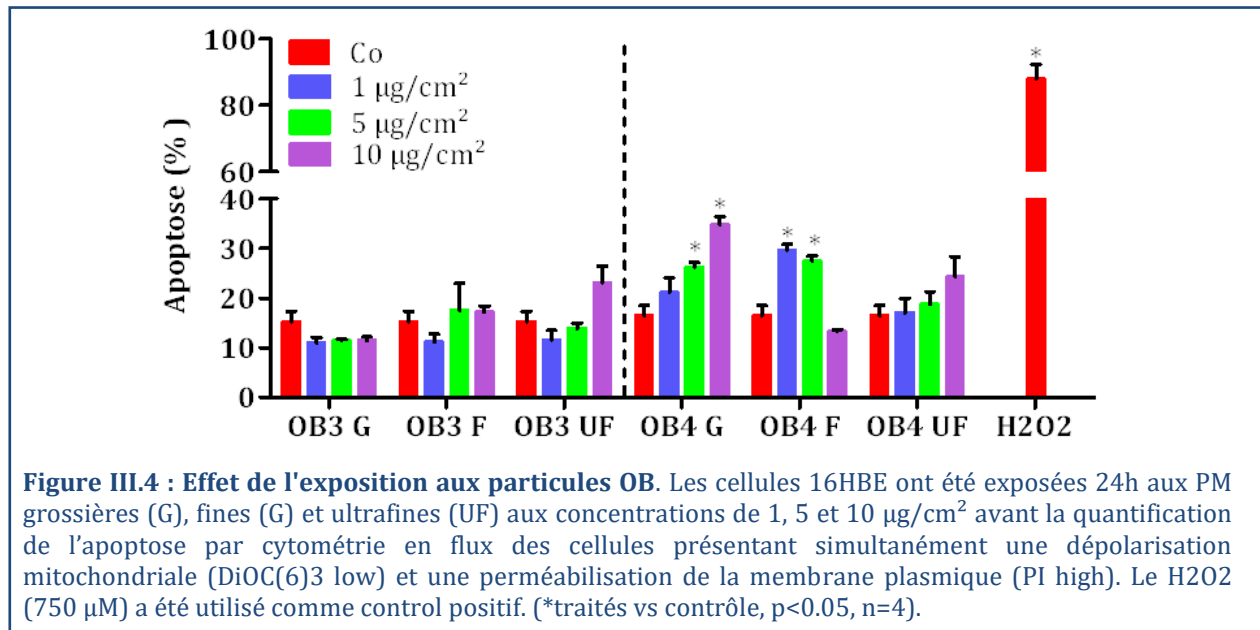 100
80
60
40
30
20
10
0
Apoptose (%)
Co
1 µg/cm²
5 µg/cm²
10 µg/cm²
*
* * * *
OB3 G OB3 F OB3 UF OB4 G OB4 F OB4 UF H2O2
Figure III.4 : Effet de l'exposition aux particules OB. Les cellules 16HBE ont été exposées 24h aux PM
grossières (G), fines (G) et ultrafines (UF) aux concentrations de 1, 5 et 10 µg/cm² avant la quantification
de l’apoptose par cytométrie en flux des cellules présentant simultanément une dépolarisation
mitochondriale (DiOC(6)3 low) et une perméabilisation de la membrane plasmique (PI high). Le H2O2
(750 µM) a été utilisé comme control positif. (*traités vs contrôle, p<0.05, n=4).